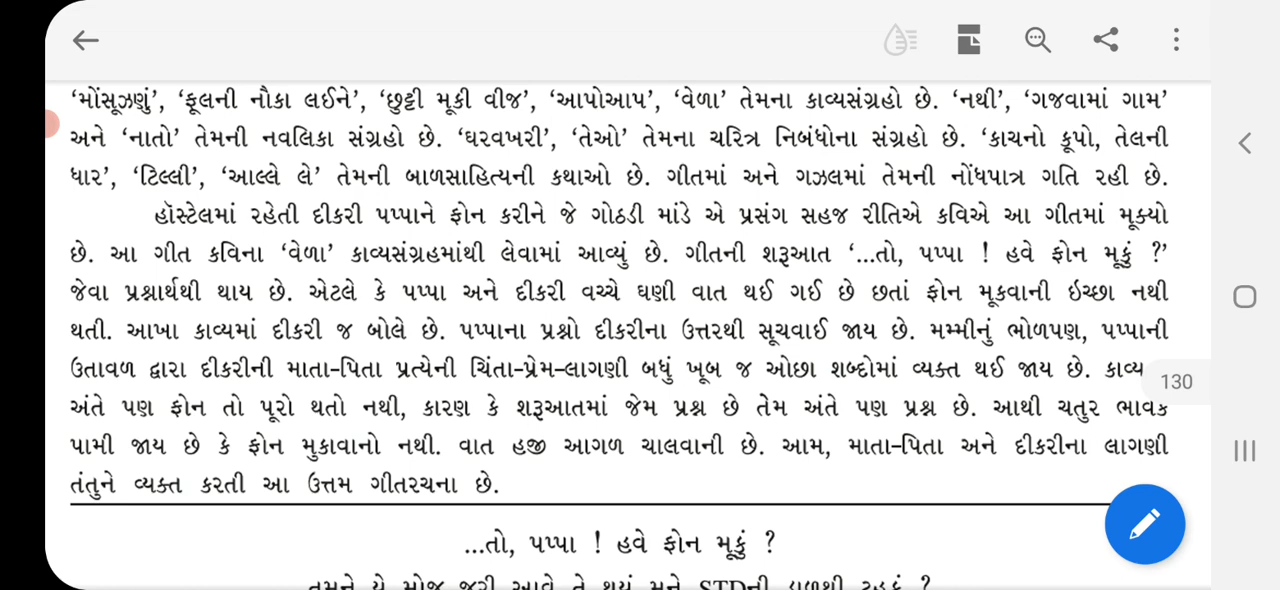 ‘મોંસૂઝણું’, ‘ફૂલની નૌકા લઈને’, ‘છુટ્ટી મૂકી વીજ’, ‘આપોઆપ’, ‘વેળા’ તેમના કાવ્યસંગ્રહો છે. ‘નથી’, ‘ગજવામાં ગામ’
અને ‘નાતો’ તેમની નવલિકા સંગ્રહો છે. ‘ઘરવખરી’, ‘તેઓ’ તેમના ચરિત્ર નિબંધોના સંગ્રહો છે. ‘કાચનો કૂપો, તેલની
ધાર’, ‘ટિલ્લી’, ‘આલ્લે લે’ તેમની બાળસાહિત્યની કથાઓ છે. ગીતમાં અને ગઝલમાં તેમની નોંધપાત્ર ગતિ રહી છે.
હૉસ્ટેલમાં રહેતી દીકરી પપ્પાને ફોન કરીને જે ગોઠડી માંડે એ પ્રસંગ સહજ રીતિએ કવિએ આ ગીતમાં મૂક્યો
છે. આ ગીત કવિના ‘વેળા’ કાવ્યસંગ્રહમાંથી લેવામાં આવ્યું છે. ગીતની શરૂઆત ‘...તો, પપ્પા ! હવે ફોન મૂકું ?’
જેવા પ્રશ્નાર્થથી થાય છે. એટલે કે પપ્પા અને દીકરી વચ્ચે ઘણી વાત થઈ ગઈ છે છતાં ફોન મૂકવાની ઇચ્છા નથી
થતી. આખા કાવ્યમાં દીકરી જ બોલે છે. પપ્પાના પ્રશ્નો દીકરીના ઉત્તરથી સૂચવાઈ જાય છે. મમ્મીનું ભોળપણ, પપ્પાની
ઉતાવળ દ્વારા દીકરીની માતા-પિતા પ્રત્યેની ચિંતા-પ્રેમ-લાગણી બધું ખૂબ જ ઓછા શબ્દોમાં વ્યક્ત થઈ જાય છે. કાવ્ય
130
અંતે પણ ફોન તો પૂરો થતો નથી, કારણ કે શરૂઆતમાં જેમ પ્રશ્ન છે તેમ અંતે પણ પ્રશ્ન છે. આથી ચતુર ભાવક
પામી જાય છે કે ફોન મુકાવાનો નથી. વાત હજી આગળ ચાલવાની છે. આમ, માતા-પિતા અને દીકરીના લાગણી
તંતુને વ્યક્ત કરતી આ ઉત્તમ ગીતરચના છે.
...તો, પપ્પા ! હવે ફોન મૂકું ?